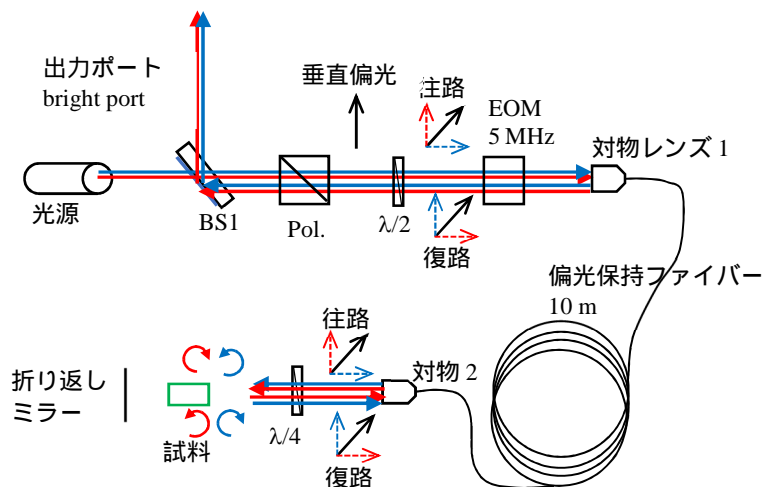 出力ポート
bright port
垂直偏光
往路
EOM
5 MHz
対物レンズ 1
光源
BS1
Pol.
λ/2
復路
偏光保持ファイバー
10 m
往路
折り返し
ミラー
対物 2
試料
λ/4
復路